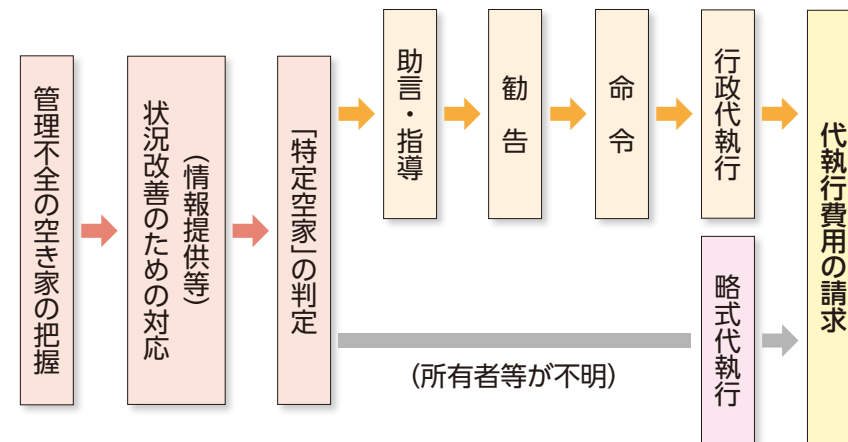 管理不全の空き家の把握
状況改善のための対応
（情報提供等）
「特定空家」の判定
助言・指導
勧告
命令
行政代執行
代執行費用の請求
略式代執行
（所有者等が不明）